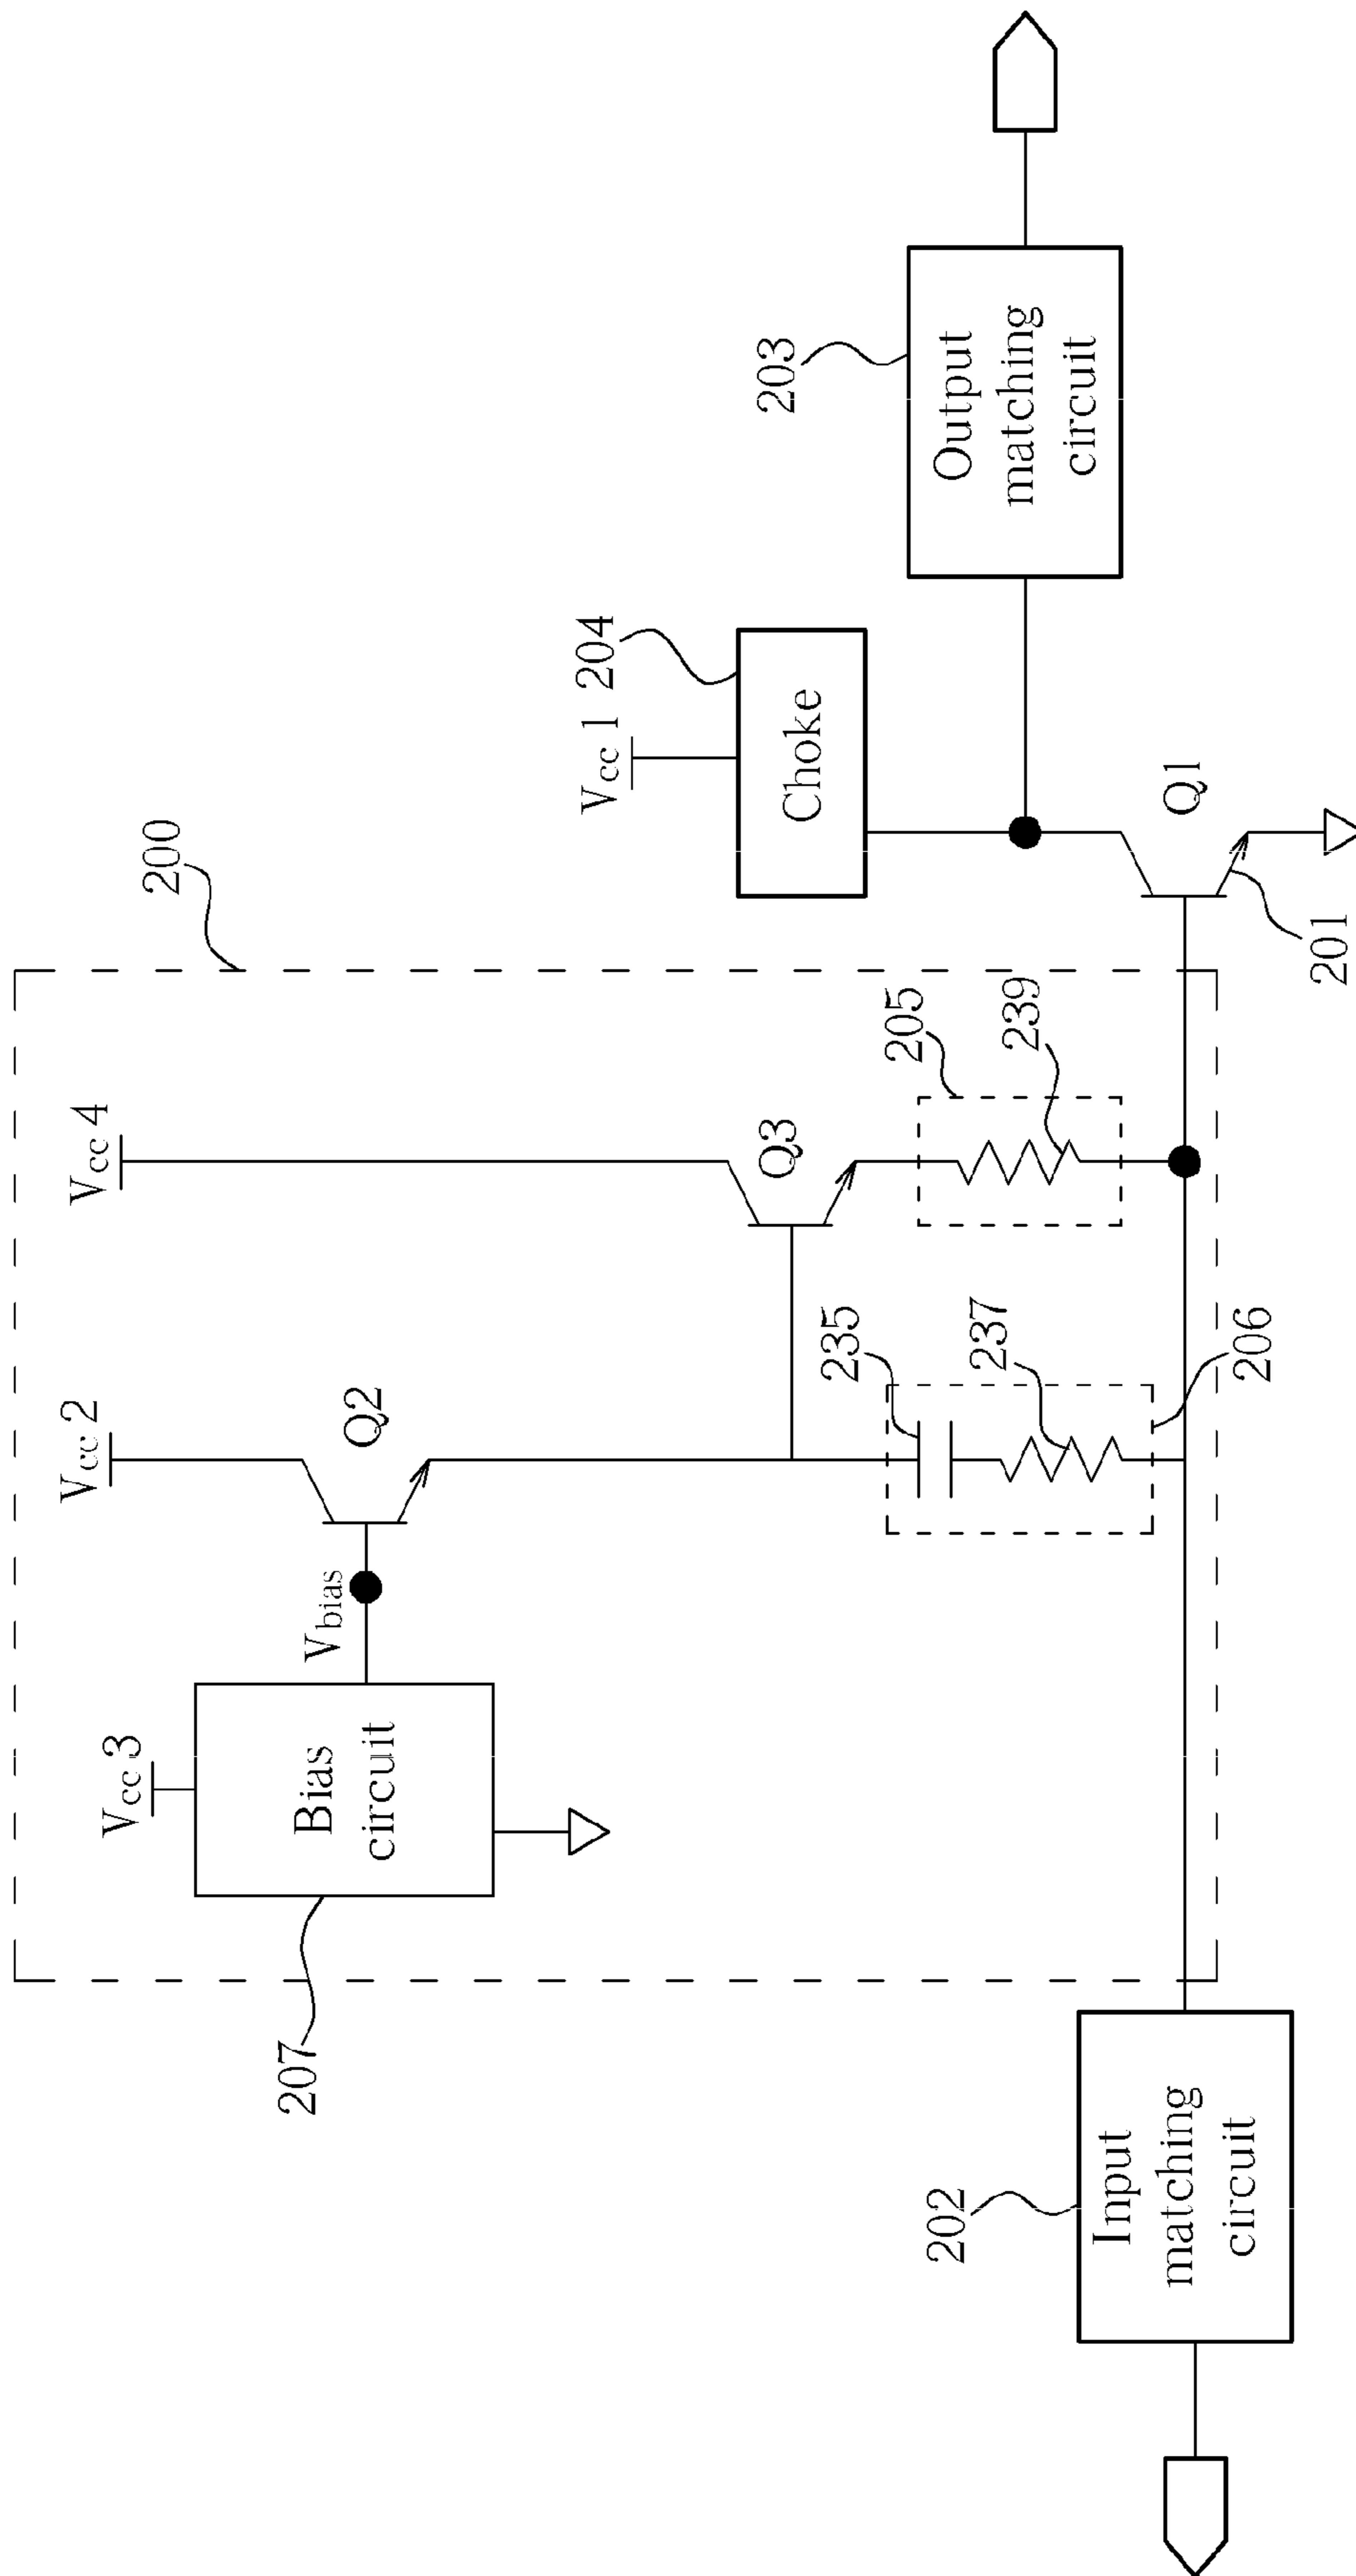 200
Vcc 3
Vcc 2
Vcc 4
207
Bias
circuit
Vbias
Q2
Q3
235
237
206
205
239
Vcc 1
204
Choke
203
Output
matching
circuit
Q1
201
202
Input
matching
circuit